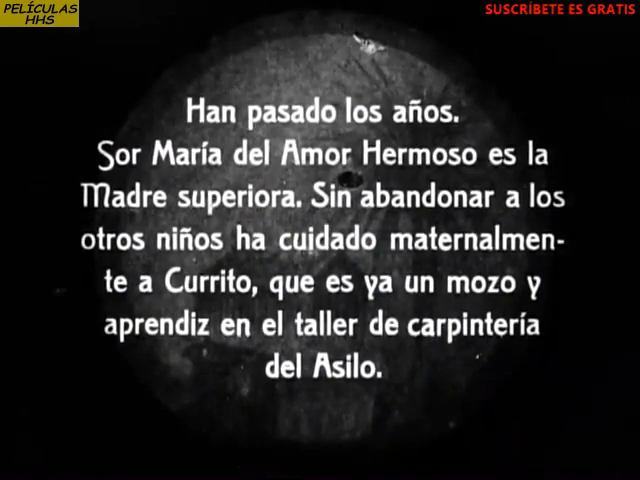 PELÍCULAS
HHS
SUSCRÍBETE ES GRATIS
Han pasado los años.
Sor María del Amor Hermoso es la
Madre superiora. Sin abandonar a los
otros niños ha cuidado maternalmen-
te a Currito, que es ya un mozo y
aprendiz en el taller de carpintería
del Asilo.